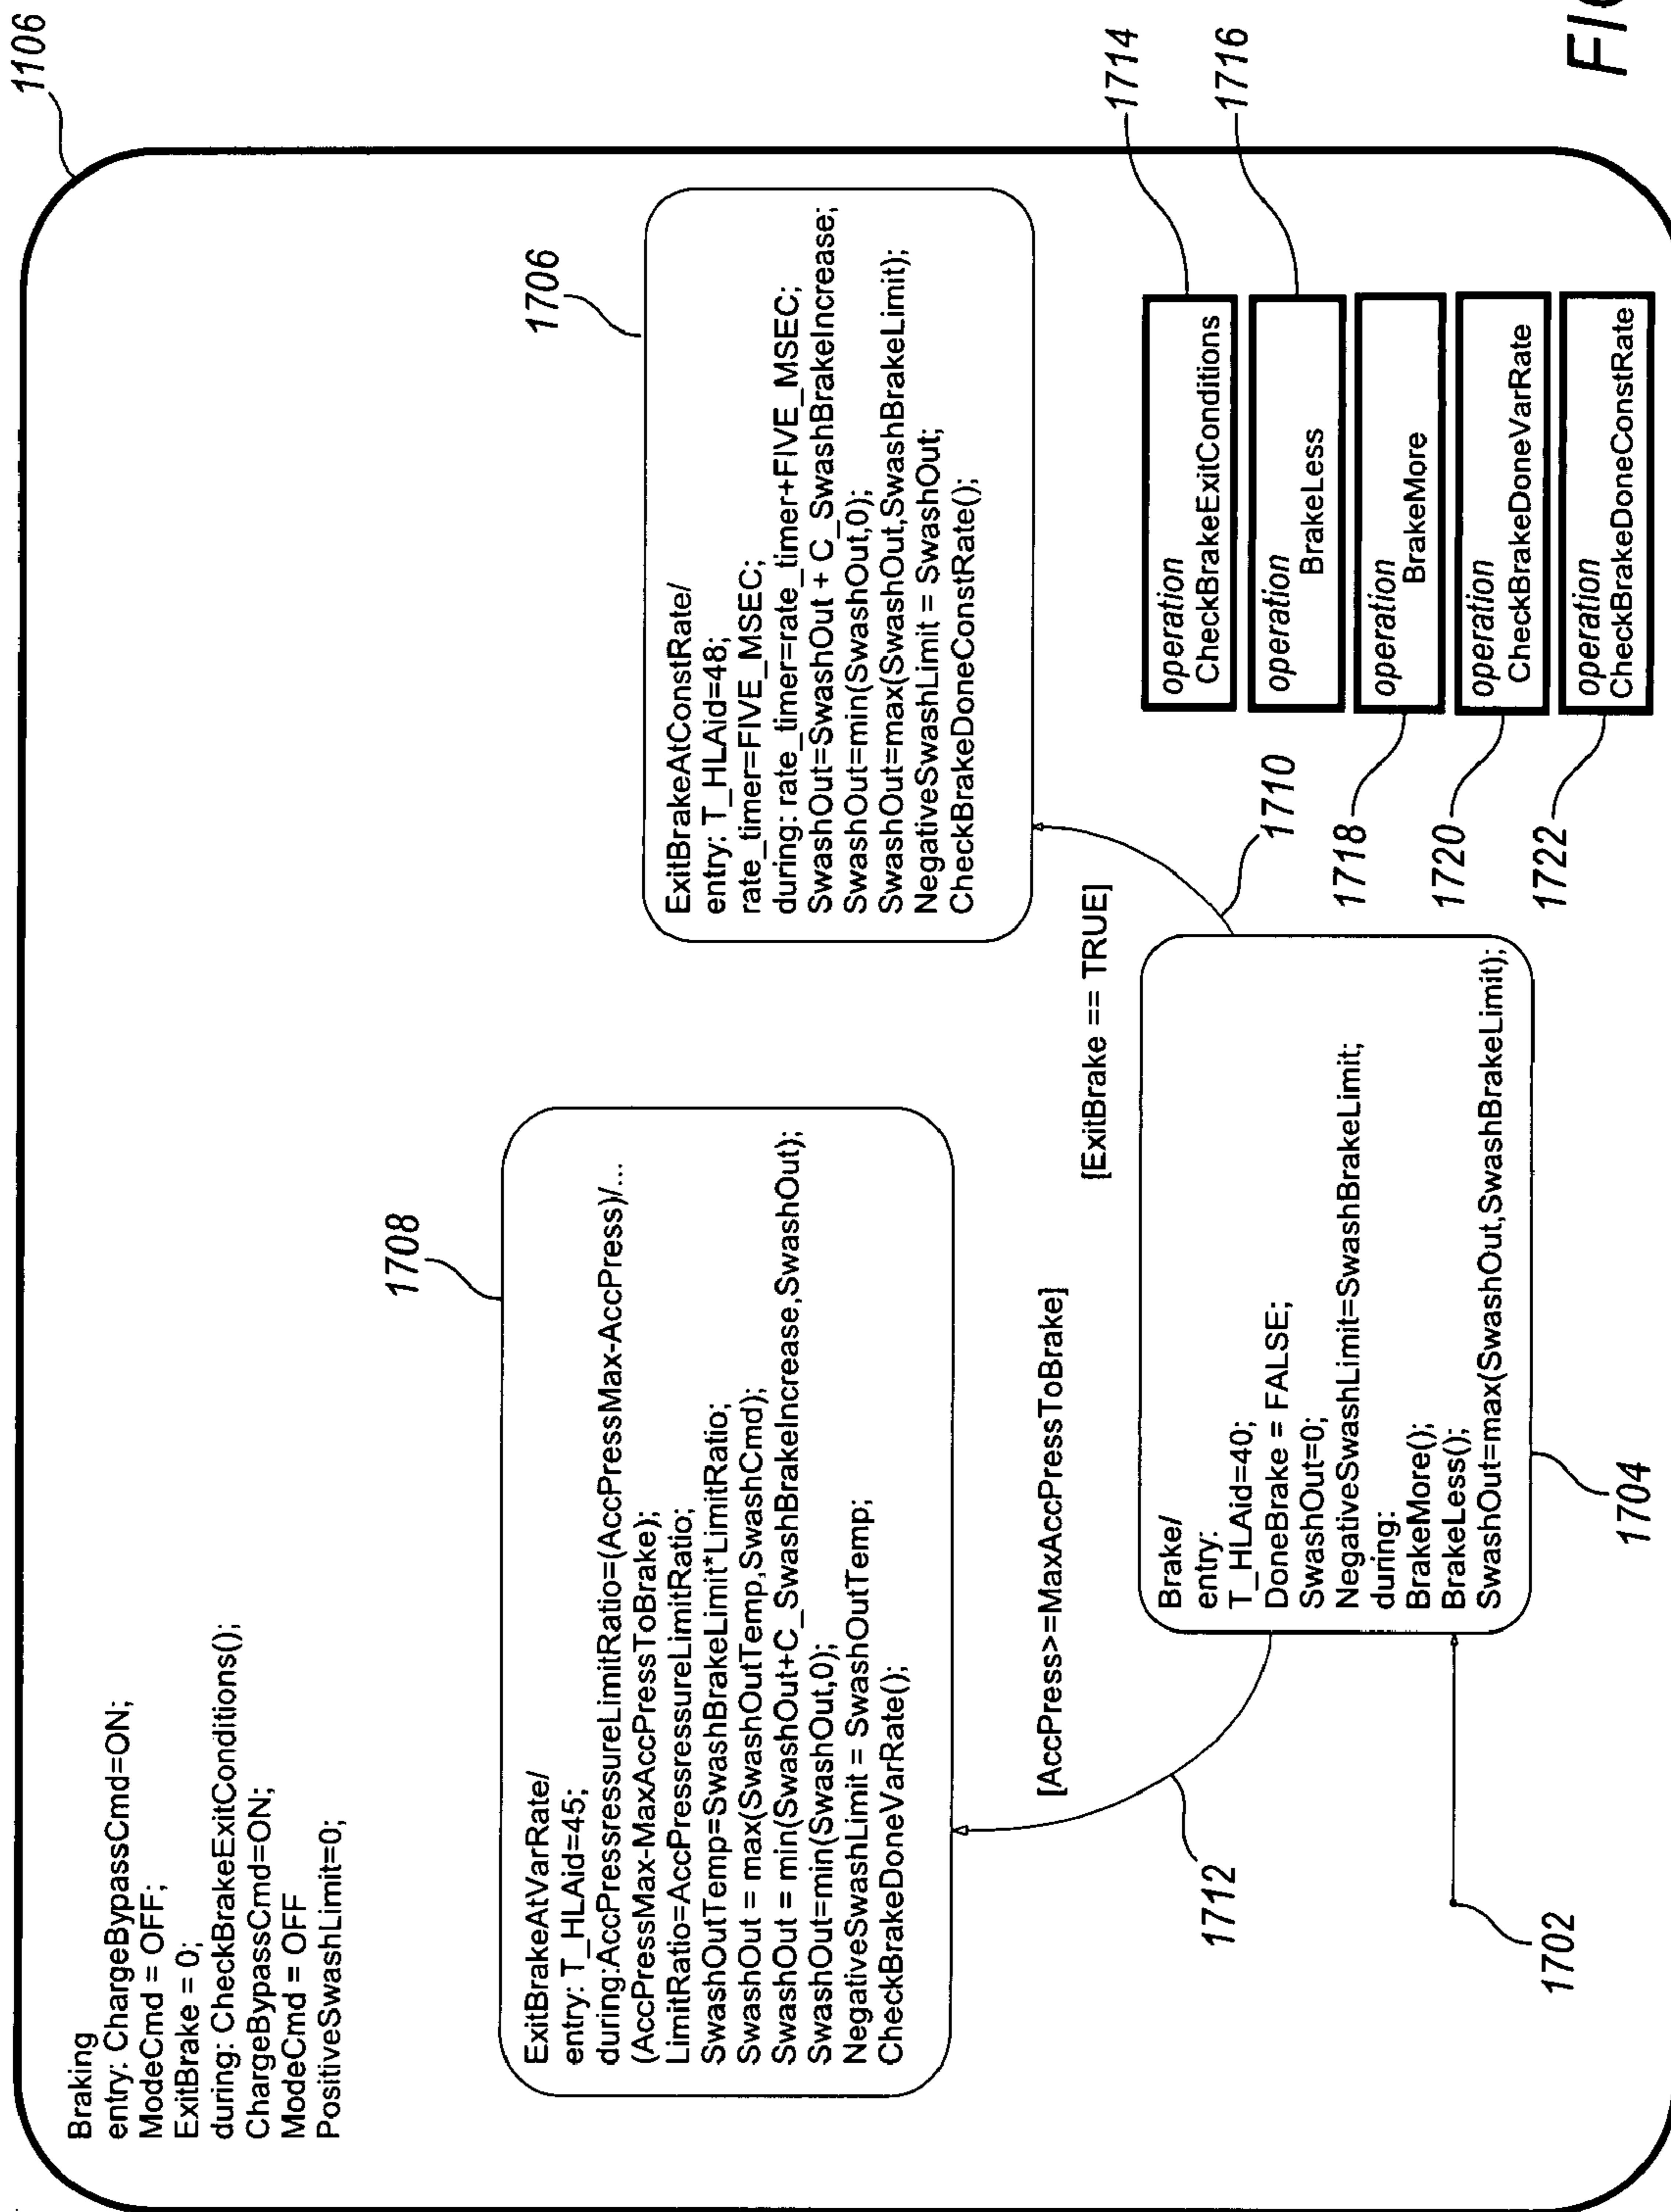 1106
Braking
entry: ChargeBypassCmd=ON;
ModeCmd = OFF;
ExitBrake = 0;
during: CheckBrakeExitConditions();
ChargeBypassCmd=ON;
ModeCmd = OFF
PositiveSwashLimit=0;
1708
ExitBrakeAtVarRate/
entry: T_HLAid=45;
during:AccPressressureLimitRatio=(AccPressMax-AccPress)/...
(AccPressMax-MaxAccPressToBrake);
LimitRatio=AccPressressureLimitRatio;
SwashOutTemp=SwashBrakeLimit*LimitRatio;
SwashOut = max(SwashOutTemp,SwashCmd);
SwashOut = min(SwashOut+C_SwashBrakeIncrease,SwashOut);
SwashOut=min(SwashOut,0);
NegativeSwashLimit = SwashOutTemp;
CheckBrakeDoneVarRate();
1706
ExitBrakeAtConstRate/
entry: T_HLAid=48;
rate_timer=FIVE_MSEC;
during: rate_timer=rate_timer+FIVE_MSEC;
SwashOut=SwashOut + C_SwashBrakeIncrease;
SwashOut=min(SwashOut,0);
SwashOut=max(SwashOut,SwashBrakeLimit);
NegativeSwashLimit = SwashOut;
CheckBrakeDoneConstRate();
[AccPress>=MaxAccPressToBrake]
1712
[ExitBrake == TRUE]
1710
Brake/
entry:
T_HLAid=40;
DoneBrake = FALSE;
SwashOut=0;
NegativeSwashLimit=SwashBrakeLimit;
during:
BrakeMore();
BrakeLess();
SwashOut=max(SwashOut,SwashBrakeLimit);
1702
1704
operation
CheckBrakeExitConditions
1714
operation
BrakeLess
1716
operation
BrakeMore
1718
operation
CheckBrakeDoneVarRate
1720
operation
CheckBrakeDoneConstRate
1722